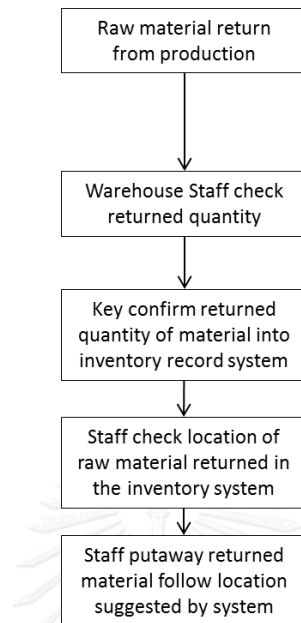 Raw material return
from production
Warehouse Staff check
returned quantity
Key confirm returned
quantity of material into
inventory record system
Staff check location of
raw material returned in
the inventory system
Staff putaway returned
material follow location
suggested by system